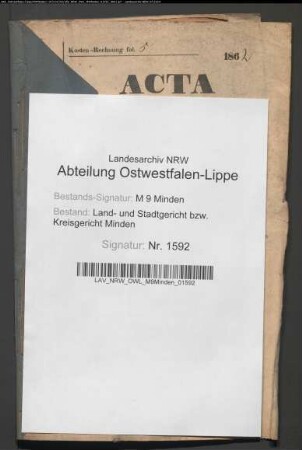 Kosten-Rechnung fol. 5
1862
ACTA
Landesarchiv NRW
Abteilung Ostwestfalen-Lippe
Bestands-Signatur: M 9 Minden
Bestand: Land- und Stadtgericht bzw.
Kreisgericht Minden
Signatur: Nr. 1592
LAV_NRW_OWL_M9Minden_01592